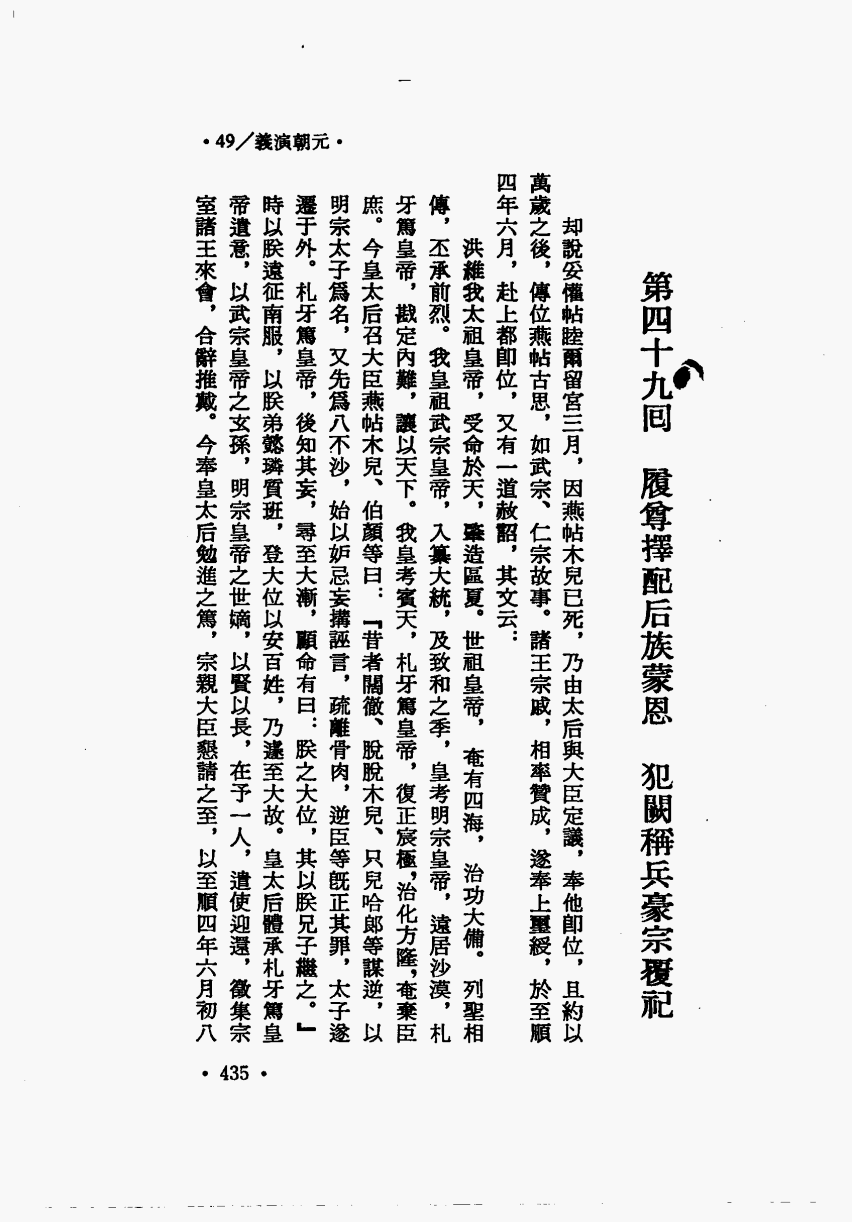 •49／義演朝元•
第四十九回　履尊擇配后族蒙恩　犯闕稱兵豪宗覆祀
却說妥懽帖睦爾留宮三月，因燕帖木兒已死，乃由太后與大臣定議，奉他卽位，且約以
萬歲之後，傳位燕帖古思，如武宗、仁宗故事。諸王宗戚，相率贊成，遂奉上璽綬，於至順
四年六月，赴上都卽位，又有一道赦詔，其文云：
洪維我太祖皇帝，受命於天，肇造區夏。世祖皇帝，奄有四海，治功大備。列聖相
傳，丕承前烈。我皇祖武宗皇帝，入纂大統，及致和之季，皇考明宗皇帝，遠居沙漠，札
牙篤皇帝，戡定內難，讓以天下。我皇考賓天，札牙篤皇帝，復正宸極，治化方隆，奄棄臣
庶。今皇太后召大臣燕帖木兒、伯顏等曰：『昔者闊徹、脫脫木兒、只兒哈郎等謀逆，以
明宗太子爲名，又先爲八不沙，始以妒忌妄搆誣言，疏離骨肉，逆臣等旣正其罪，太子遂
遷于外。札牙篤皇帝，後知其妄，尋至大漸，顧命有曰：朕之大位，其以朕兄子繼之。』
時以朕遠征南服，以朕弟懿璘質班，登大位以安百姓，乃遽至大故。皇太后體承札牙篤皇
帝遺意，以武宗皇帝之玄孫，明宗皇帝之世嫡，以賢以長，在予一人，遣使迎還，徵集宗
室諸王來會，合辭推戴。今奉皇太后勉進之篤，宗親大臣懇請之至，以至順四年六月初八
•435•